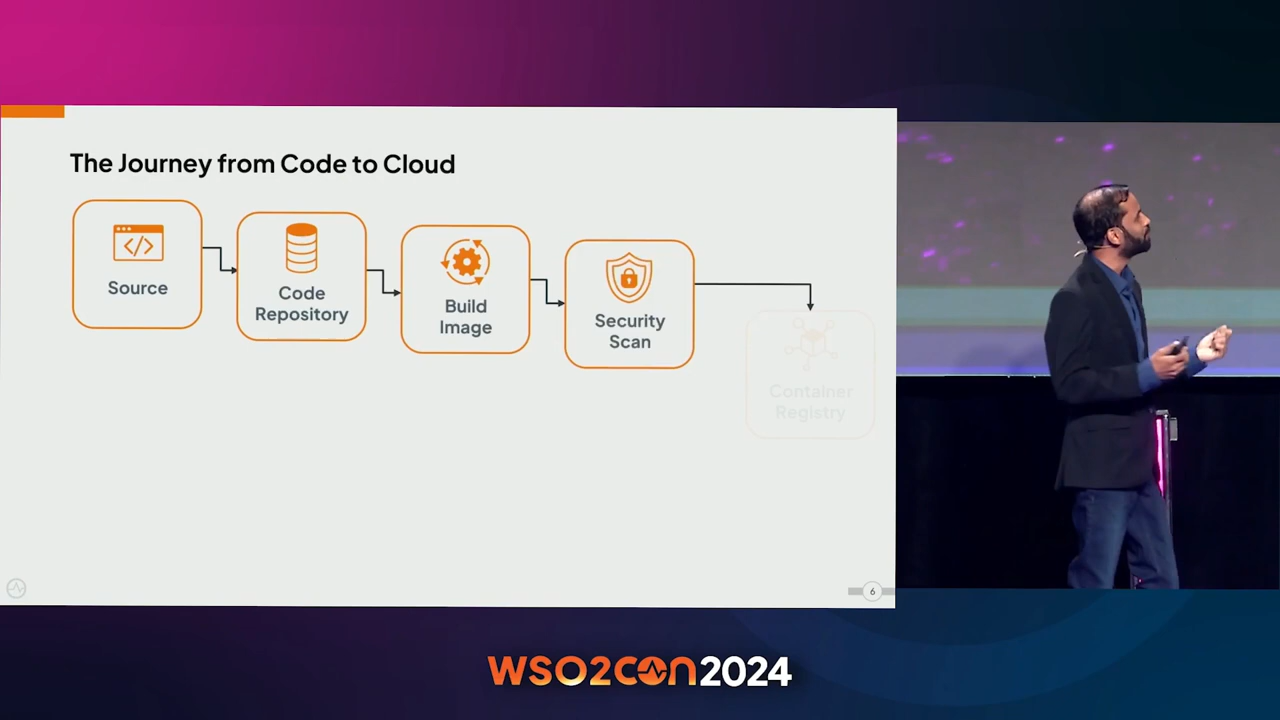 The Journey from Code to Cloud
</>
Source
Code
Repository
Build
Image
Security
Scan
Container
Registry
6
WSO2CON2024